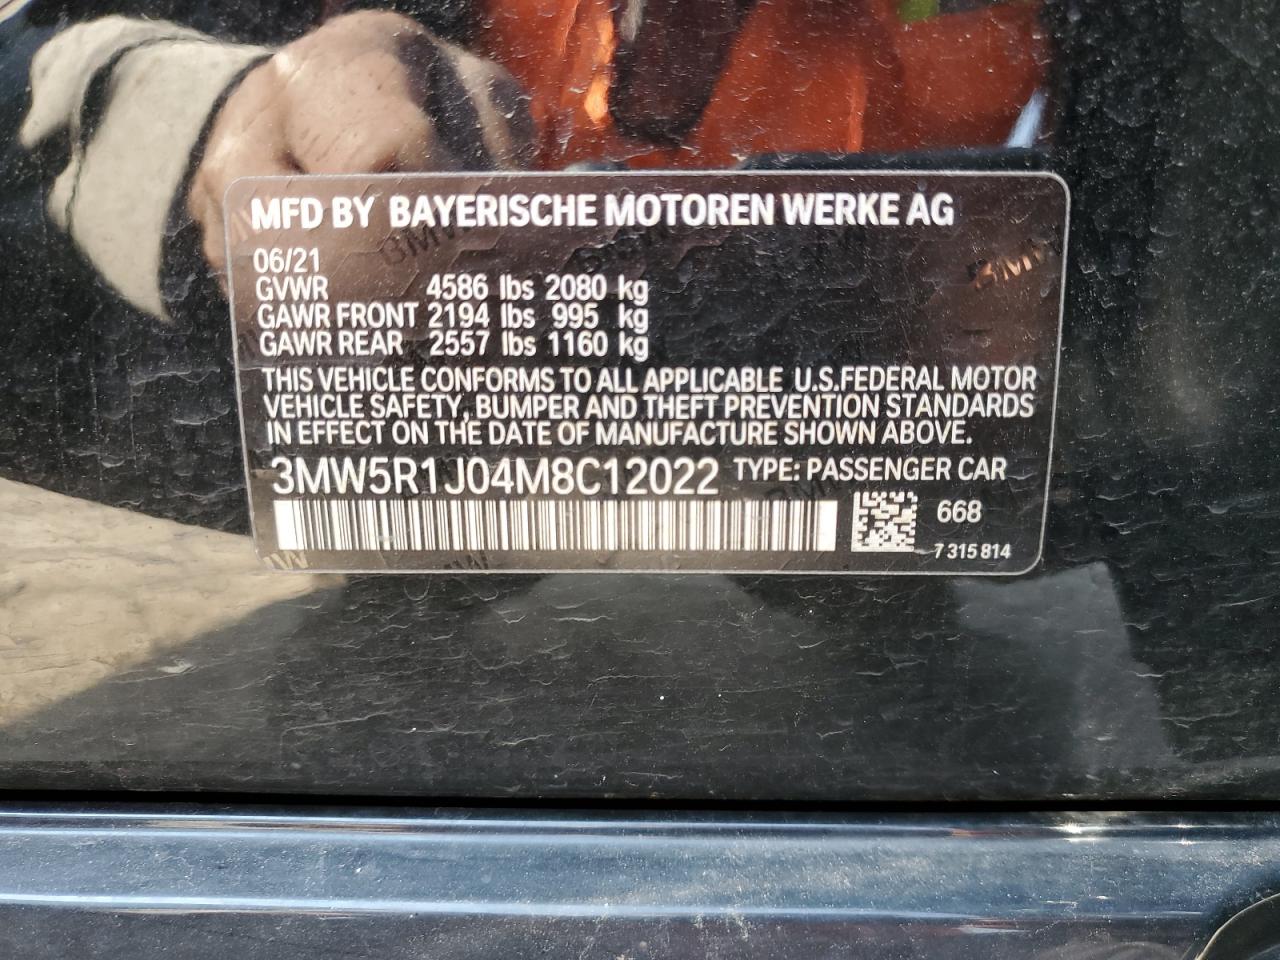 MFD BY BAYERISCHE MOTOREN WERKE AG
06/21
GVWR 4586 lbs 2080 kg
GAWR FRONT 2194 lbs 995 kg
GAWR REAR 2557 lbs 1160 kg
THIS VEHICLE CONFORMS TO ALL APPLICABLE U.S.FEDERAL MOTOR
VEHICLE SAFETY, BUMPER AND THEFT PREVENTION STANDARDS
IN EFFECT ON THE DATE OF MANUFACTURE SHOWN ABOVE.
3MW5R1J04M8C12022 TYPE: PASSENGER CAR
668
7 315 814